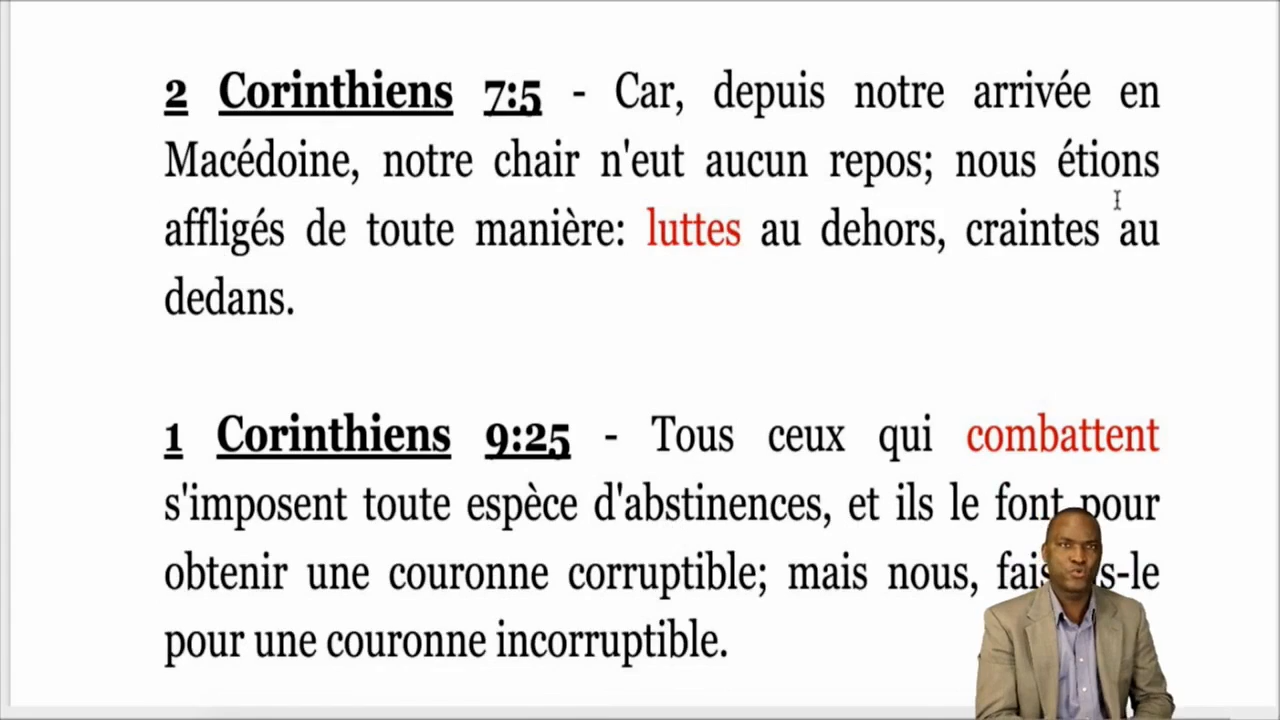 2 Corinthiens 7:5 - Car, depuis notre arrivée en
Macédoine, notre chair n'eut aucun repos; nous étions
affligés de toute manière: luttes au dehors, craintes au
dedans.
1 Corinthiens 9:25 - Tous ceux qui combattent
s'imposent toute espèce d'abstinences, et ils le font pour
obtenir une couronne corruptible; mais nous,
pour une couronne incorruptible.